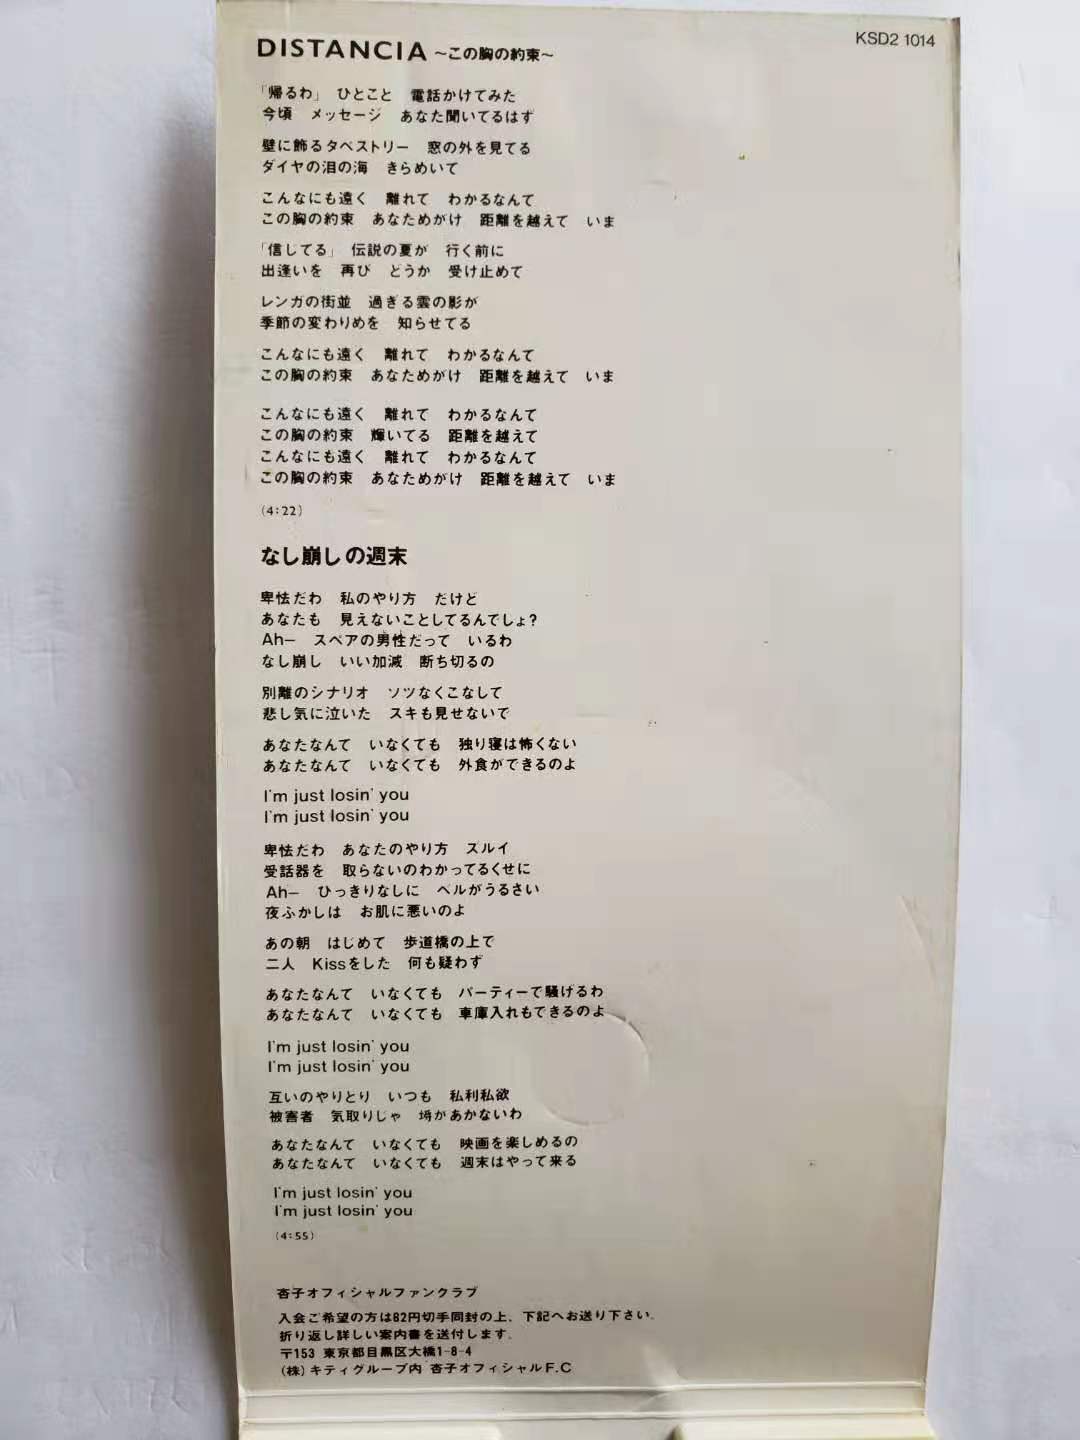 DISTANCIA ～この胸の約束～
KSD2 1014
「帰るわ」 ひとこと 電話かけてみた
今頃 メッセージ あなた聞いてるはず
壁に飾るタペストリー 窓の外を見てる
ダイヤの泪の海 きらめいて
こんなにも遠く 離れて わかるなんて
この胸の約束 あなためがけ 距離を越えて いま
「信じてる」 伝説の夏が 行く前に
出逢いを 再び どうか 受け止めて
レンガの街並 過ぎる雲の影が
季節の変わりめを 知らせてる
こんなにも遠く 離れて わかるなんて
この胸の約束 あなためがけ 距離を越えて いま
こんなにも遠く 離れて わかるなんて
この胸の約束 輝いてる 距離を越えて
こんなにも遠く 離れて わかるなんて
この胸の約束 あなためがけ 距離を越えて いま
(4:22)
なし崩しの週末
卑怯だわ 私のやり方 だけど
あなたも 見えないことしてるんでしょ?
Ah― スペアの男性だって いるわ
なし崩し いい加減 断ち切るの
別離のシナリオ ソツなくこなして
悲し気に泣いた スキも見せないで
あなたなんて いなくても 独り寝は怖くない
あなたなんて いなくても 外食ができるのよ
I'm just losin' you
I'm just losin' you
卑怯だわ あなたのやり方 ズルイ
受話器を 取らないのわかってるくせに
Ah― ひっきりなしに ベルがうるさい
夜ふかしは お肌に悪いのよ
あの朝 はじめて 歩道橋の上で
二人 Kissをした 何も疑わず
あなたなんて いなくても パーティーで騒げるわ
あなたなんて いなくても 車庫入れもできるのよ
I'm just losin' you
I'm just losin' you
互いのやりとり いつも 私利私欲
被害者 気取りじゃ 埒があかないわ
あなたなんて いなくても 映画を楽しめるの
あなたなんて いなくても 週末はやって来る
I'm just losin' you
I'm just losin' you
(4:55)
杏子オフィシャルファンクラブ
入会ご希望の方は82円切手同封の上、下記へお送り下さい.
折り返し詳しい案内書を送付します.
〒153 東京都目黒区大橋1-8-4
(株) キティグループ内 杏子オフィシャルF.C